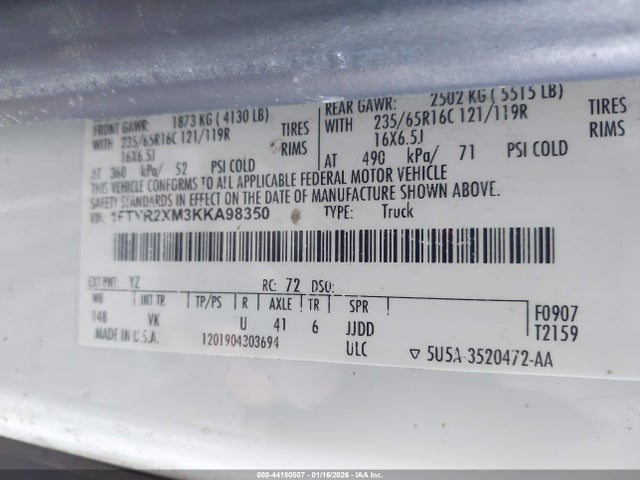 FRONT GAWR: 1873 KG ( 4130 LB) REAR GAWR: 2502 KG ( 5515 LB)
WITH 235/65R16C 121/119R TIRES WITH 235/65R16C 121/119R TIRES
16X6.5J RIMS 16X6.5J RIMS
AT 360 kPa/ 52 PSI COLD AT 490 kPa/ 71 PSI COLD
THIS VEHICLE CONFORMS TO ALL APPLICABLE FEDERAL MOTOR VEHICLE
SAFETY STANDARDS IN EFFECT ON THE DATE OF MANUFACTURE SHOWN ABOVE.
VIN: 1FTYR2XM3KKA98350 TYPE: Truck
EXT PNT: YZ RC: 72 DSO:
WB INT TR TP/PS R AXLE TR SPR F0907
148 VK U 41 6 JJDD T2159
MADE IN U.S.A. 1201904303694 ULC ▽ 5U5A-3520472-AA
000-44180507 - 01/16/2026 - IAA Inc.